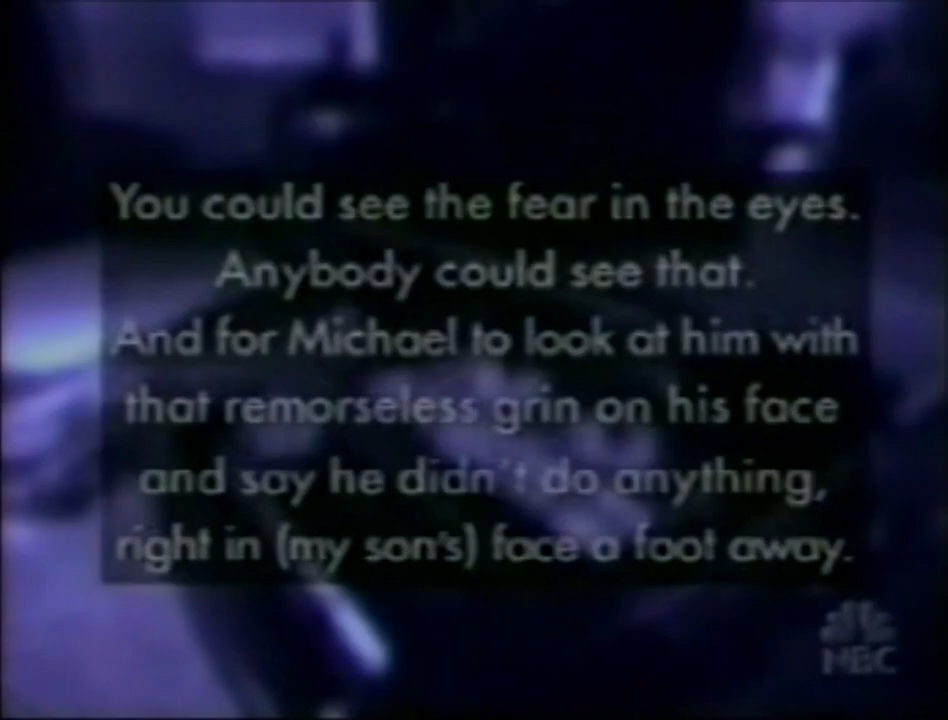 You could see the fear in the eyes.
Anybody could see that.
And for Michael to look at him with
that remorseless grin on his face
and say he didn't do anything,
right in (my son's) face a foot away.
NBC